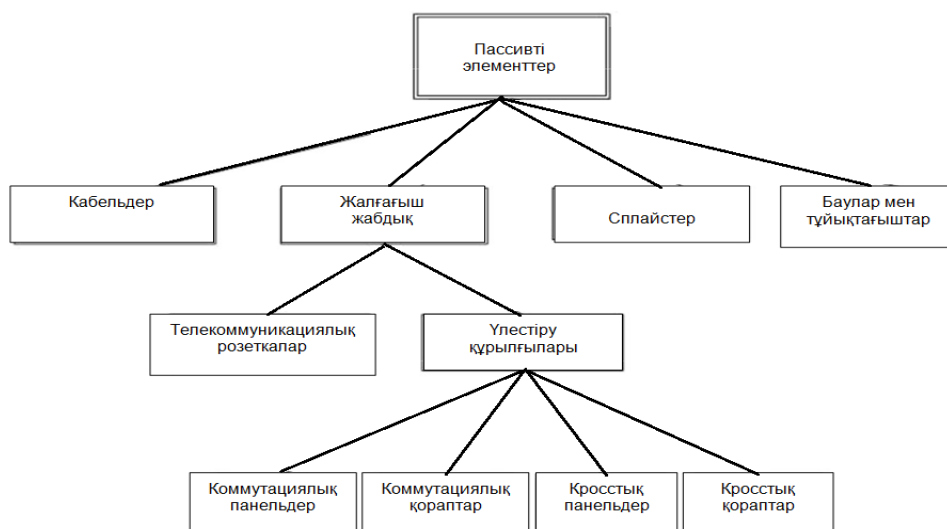 Пассивті
элементтер
Кабельдер
Жалғағыш
жабдық
Сплайстер
Баулар мен
тұйықтағыштар
Телекоммуникациялық
розеткалар
Үлестіру
құрылғылары
Коммутациялық
панельдер
Коммутациялық
қораптар
Кросстық
панельдер
Кросстық
қораптар